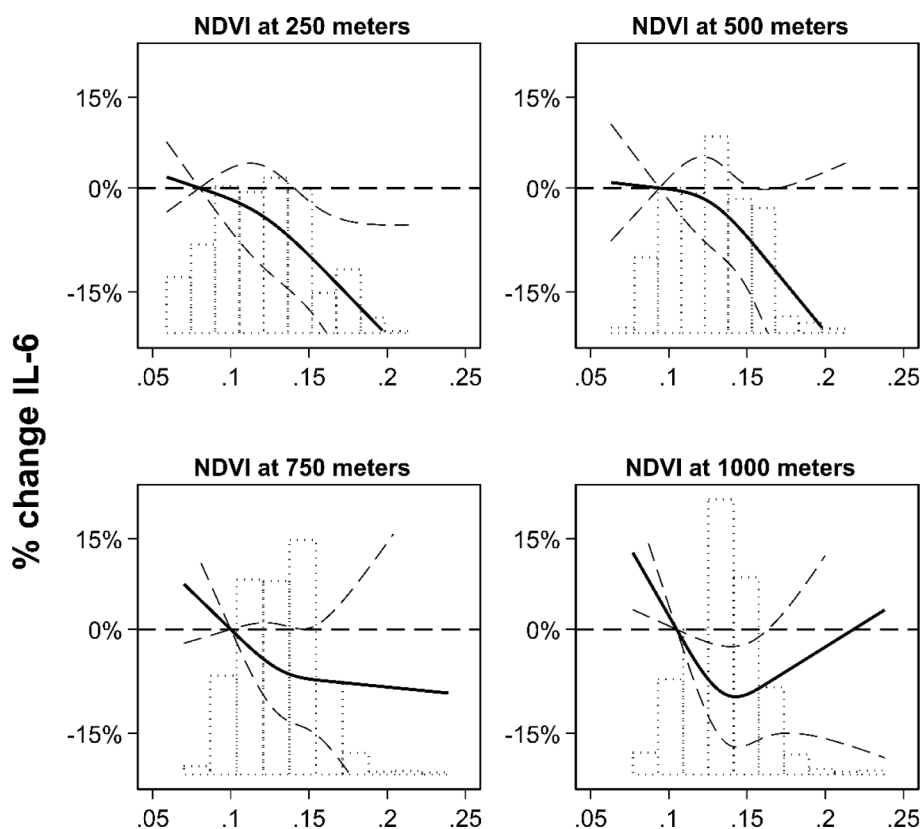 % change IL-6
NDVI at 250 meters
15%
0%
-15%
.05 .1 .15 .2 .25
NDVI at 500 meters
15%
0%
-15%
.05 .1 .15 .2 .25
NDVI at 750 meters
15%
0%
-15%
.05 .1 .15 .2 .25
NDVI at 1000 meters
15%
0%
-15%
.05 .1 .15 .2 .25